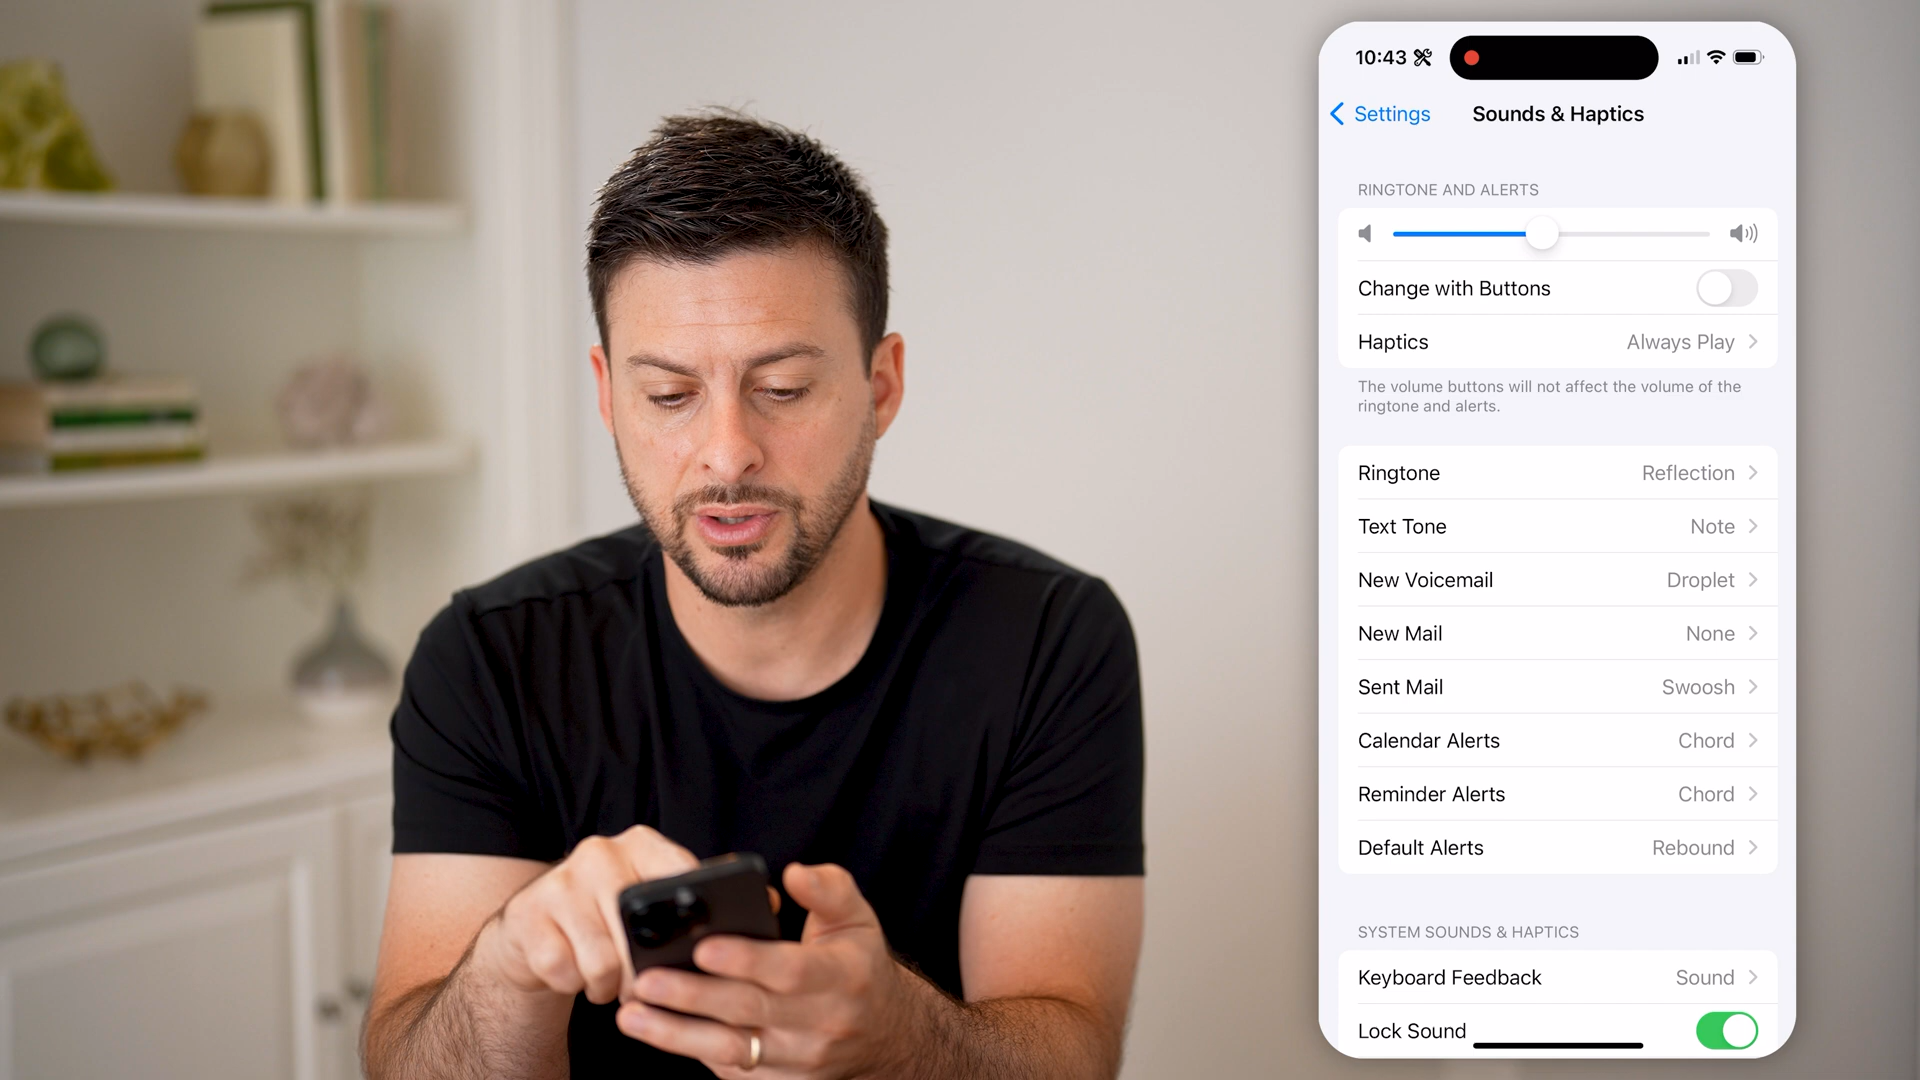 10:43
Settings
Sounds & Haptics
RINGTONE AND ALERTS
Change with Buttons
Haptics Always Play
The volume buttons will not affect the volume of the
ringtone and alerts.
Ringtone Reflection
Text Tone Note
New Voicemail Droplet
New Mail None
Sent Mail Swoosh
Calendar Alerts Chord
Reminder Alerts Chord
Default Alerts Rebound
SYSTEM SOUNDS & HAPTICS
Keyboard Feedback Sound
Lock Sound